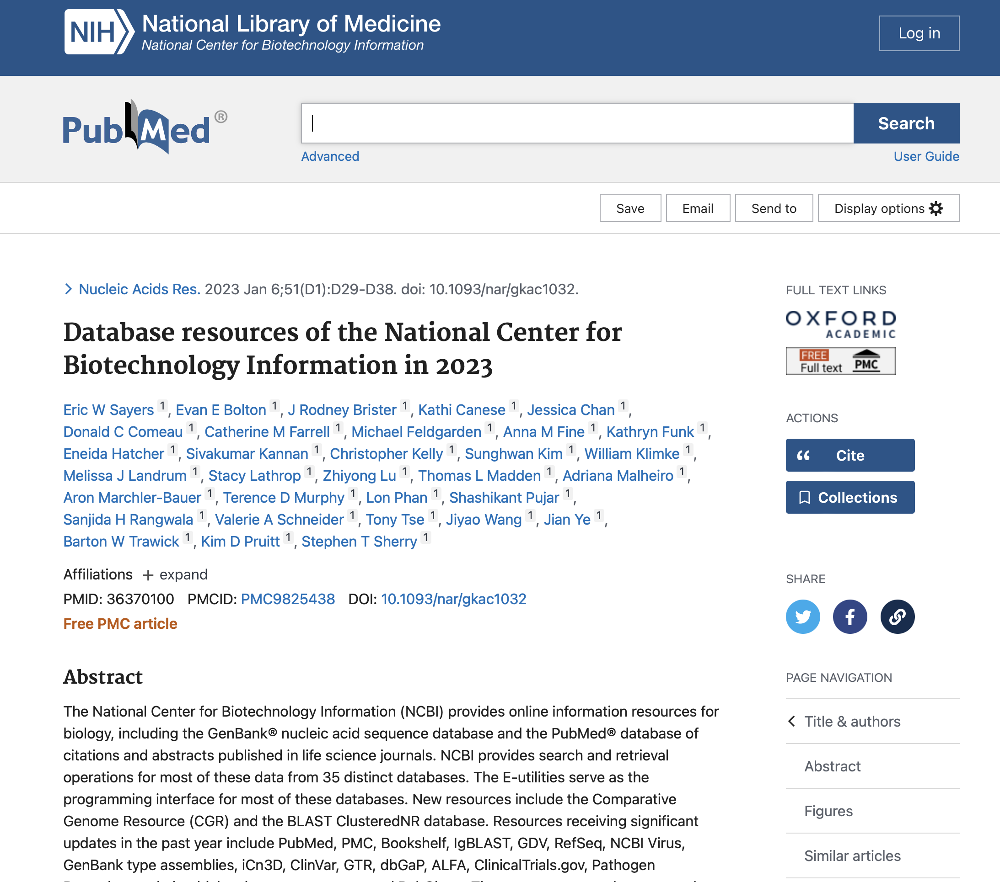 NIH National Library of Medicine
National Center for Biotechnology Information
Log in
PubMed®
Search
Advanced
User Guide
Save
Email
Send to
Display options
Nucleic Acids Res. 2023 Jan 6;51(D1):D29-D38. doi: 10.1093/nar/gkac1032.
Database resources of the National Center for
Biotechnology Information in 2023
Eric W Sayers 1, Evan E Bolton 1, J Rodney Brister 1, Kathi Canese 1, Jessica Chan 1,
Donald C Comeau 1, Catherine M Farrell 1, Michael Feldgarden 1, Anna M Fine 1, Kathryn Funk 1,
Eneida Hatcher 1, Sivakumar Kannan 1, Christopher Kelly 1, Sunghwan Kim 1, William Klimke 1,
Melissa J Landrum 1, Stacy Lathrop 1, Zhiyong Lu 1, Thomas L Madden 1, Adriana Malheiro 1,
Aron Marchler-Bauer 1, Terence D Murphy 1, Lon Phan 1, Shashikant Pujar 1,
Sanjida H Rangwala 1, Valerie A Schneider 1, Tony Tse 1, Jiyao Wang 1, Jian Ye 1,
Barton W Trawick 1, Kim D Pruitt 1, Stephen T Sherry 1
Affiliations + expand
PMID: 36370100 PMCID: PMC9825438 DOI: 10.1093/nar/gkac1032
Free PMC article
Abstract
The National Center for Biotechnology Information (NCBI) provides online information resources for
biology, including the GenBank® nucleic acid sequence database and the PubMed® database of
citations and abstracts published in life science journals. NCBI provides search and retrieval
operations for most of these data from 35 distinct databases. The E-utilities serve as the
programming interface for most of these databases. New resources include the Comparative
Genome Resource (CGR) and the BLAST ClusteredNR database. Resources receiving significant
updates in the past year include PubMed, PMC, Bookshelf, IgBLAST, GDV, RefSeq, NCBI Virus,
GenBank type assemblies, iCn3D, ClinVar, GTR, dbGaP, ALFA, ClinicalTrials.gov, Pathogen
FULL TEXT LINKS
OXFORD
ACADEMIC
FREE
Full text PMC
ACTIONS
Cite
Collections
SHARE
PAGE NAVIGATION
Title & authors
Abstract
Figures
Similar articles